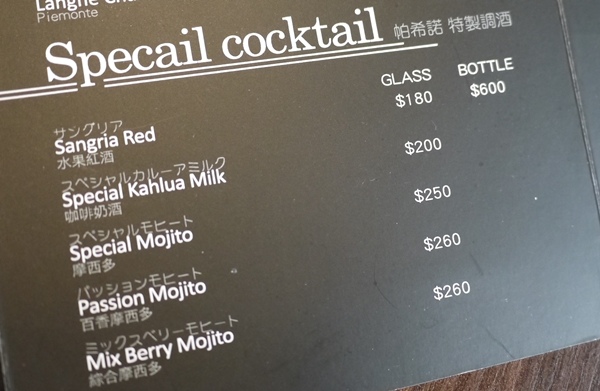 Langhe Cha
Piemonte
Specail cocktail 帕希諾 特製調酒
GLASS BOTTLE
サングリア
Sangria Red $180 $600
水果紅酒
スペシャルカルーアミルク
Special Kahlua Milk $200
咖啡奶酒
スペシャルモヒート
Special Mojito $250
摩西多
パッションモヒート
Passion Mojito $260
百香摩西多
ミックスベリーモヒート
Mix Berry Mojito $260
綜合摩西多